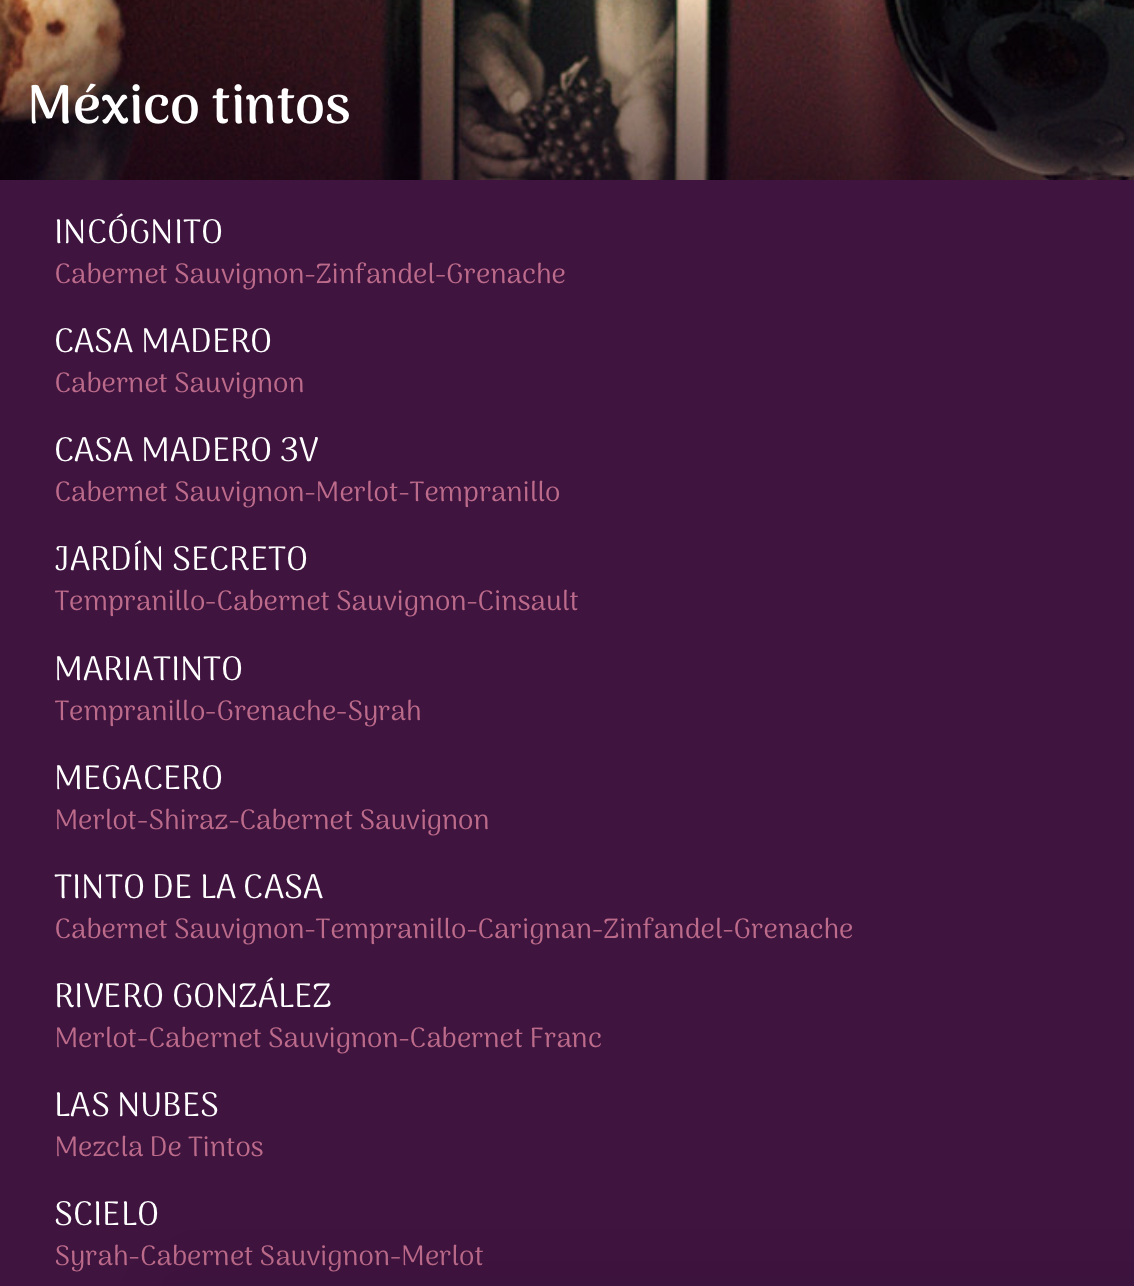 México tintos
INCÓGNITO
Cabernet Sauvignon-Zinfandel-Grenache
CASA MADERO
Cabernet Sauvignon
CASA MADERO 3V
Cabernet Sauvignon-Merlot-Tempranillo
JARDÍN SECRETO
Tempranillo-Cabernet Sauvignon-Cinsault
MARIATINTO
Tempranillo-Grenache-Syrah
MEGACERO
Merlot-Shiraz-Cabernet Sauvignon
TINTO DE LA CASA
Cabernet Sauvignon-Tempranillo-Carignan-Zinfandel-Grenache
RIVERO GONZÁLEZ
Merlot-Cabernet Sauvignon-Cabernet Franc
LAS NUBES
Mezcla De Tintos
SCIELO
Syrah-Cabernet Sauvignon-Merlot